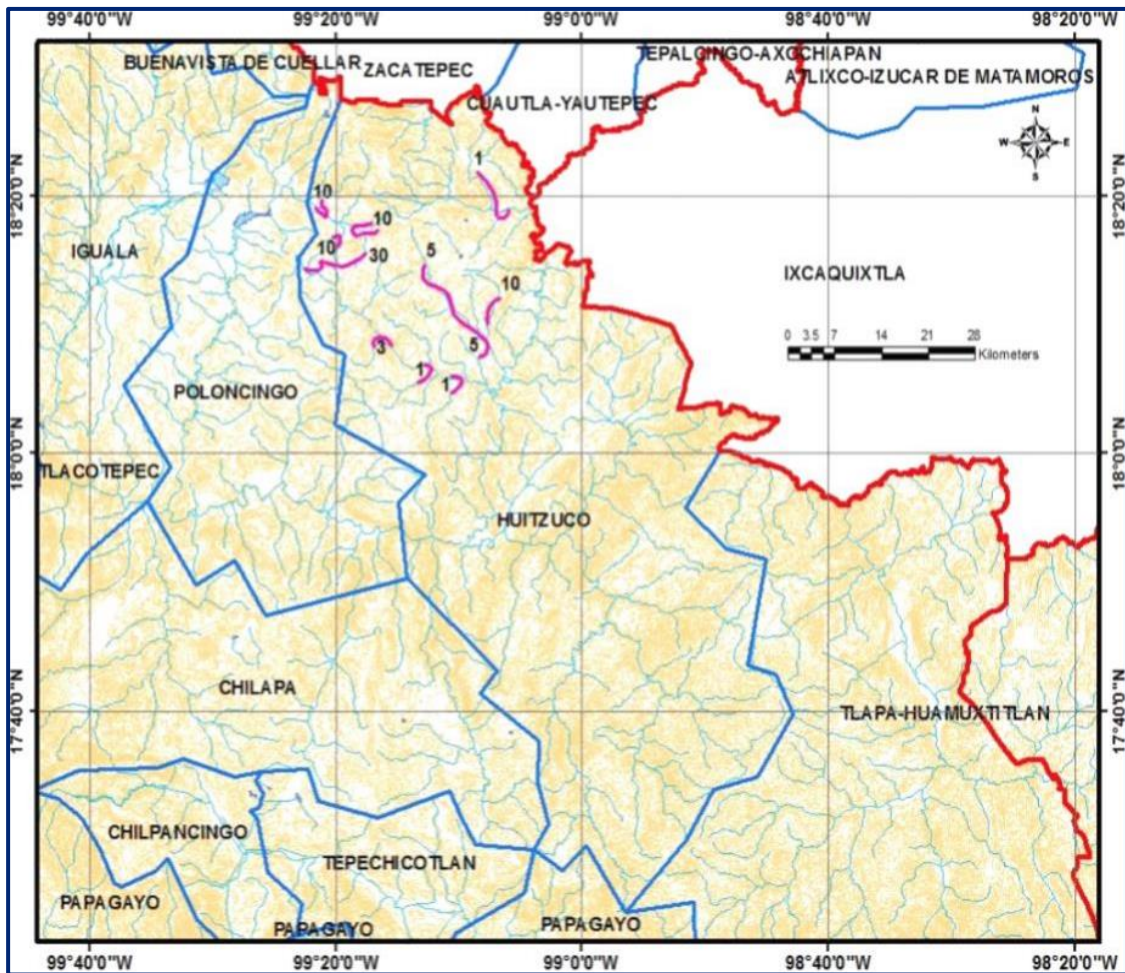 99°40'0"W 99°20'0"W 99°0'0"W 98°40'0"W 98°20'0"W
BUENAVISTA DE CUELLAR
ZACATEPEC
TEPALCINGO-AXOCHIAPAN
ATLIXCO-IZUCAR DE MATAMOROS
CUAUTLA-YAUTEPEC
N
W E
S
1
18°20'0"N 18°20'0"N
10
10
10
30
5
IGUALA
IXCAQUIXTLA
10
0 3.5 7 14 21 28
Kilometers
3
5
1
1
POLONCINGO
TLACOTEPEC
18°0'0"N 18°0'0"N
HUITZUCO
CHILAPA
17°40'0"N 17°40'0"N
TLAPA-HUAMUXTITLAN
CHILPANCINGO
TEPECHICOTLAN
PAPAGAYO
PAPAGAYO
PAPAGAYO
99°40'0"W 99°20'0"W 99°0'0"W 98°40'0"W 98°20'0"W